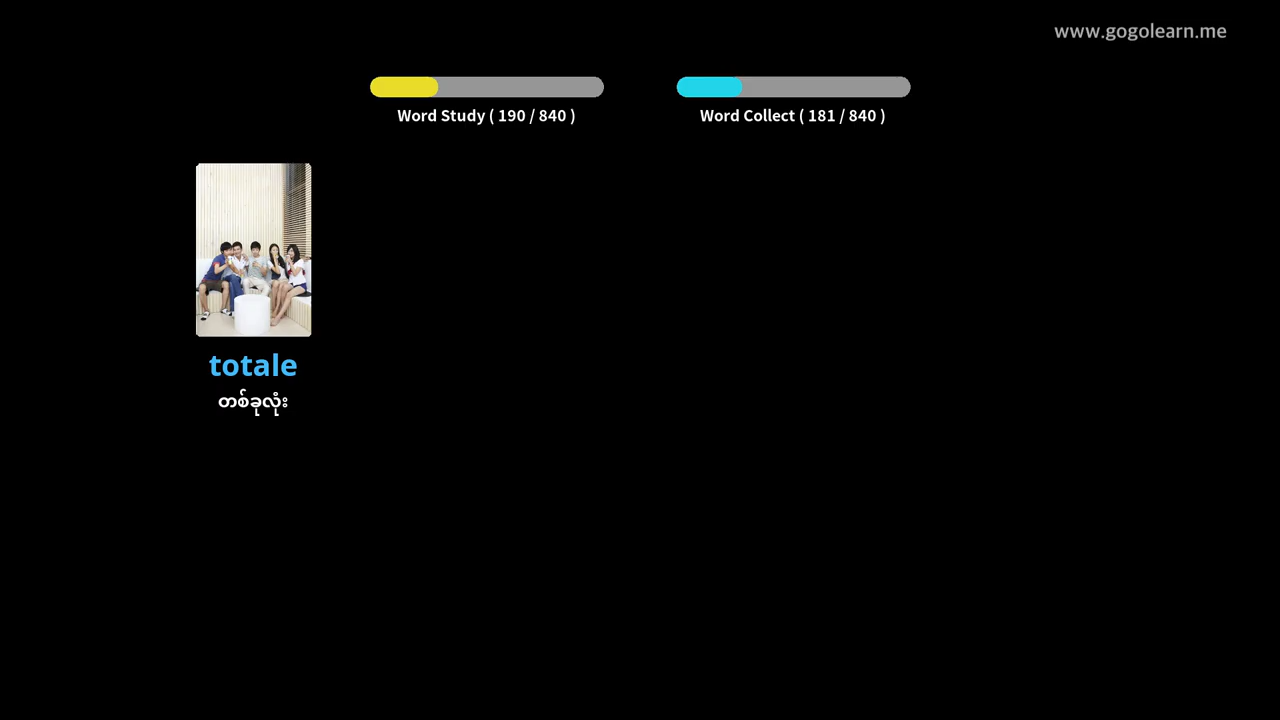 www.gogolearn.me
Word Study ( 190 / 840 )
Word Collect ( 181 / 840 )
totale
တစ်ခုလုံး